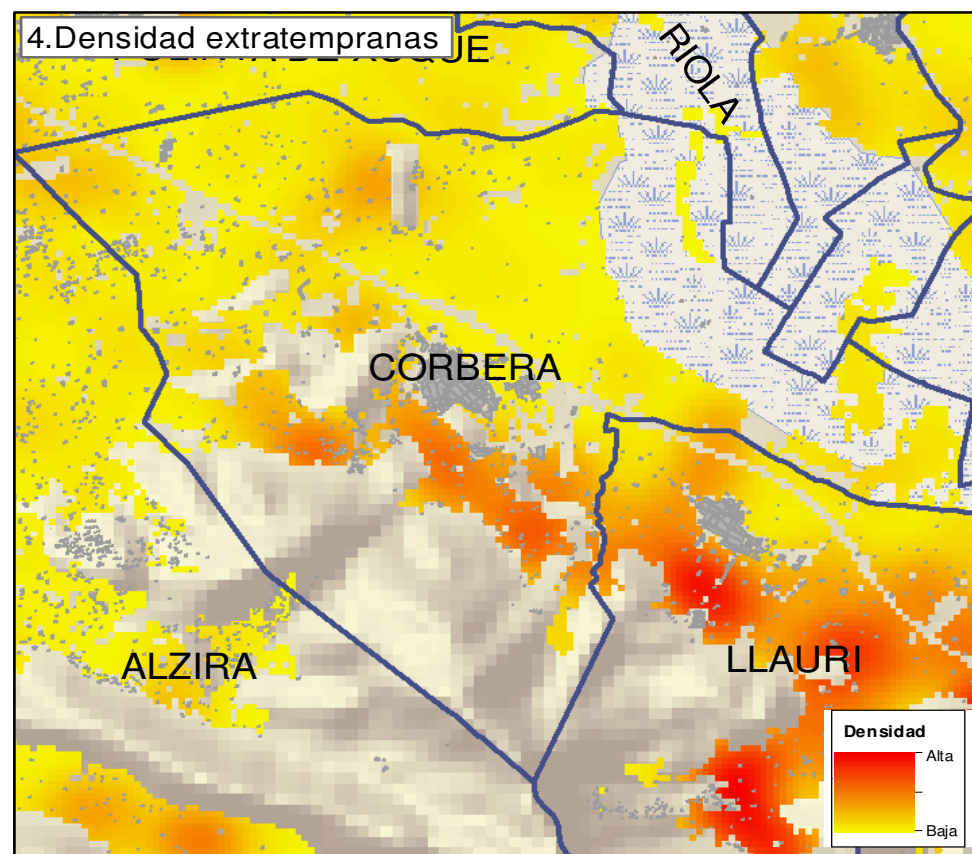 4.Densidad extratempranas
RIOLA
CORBERA
ALZIRA
LLAURI
Densidad
Alta
Baja